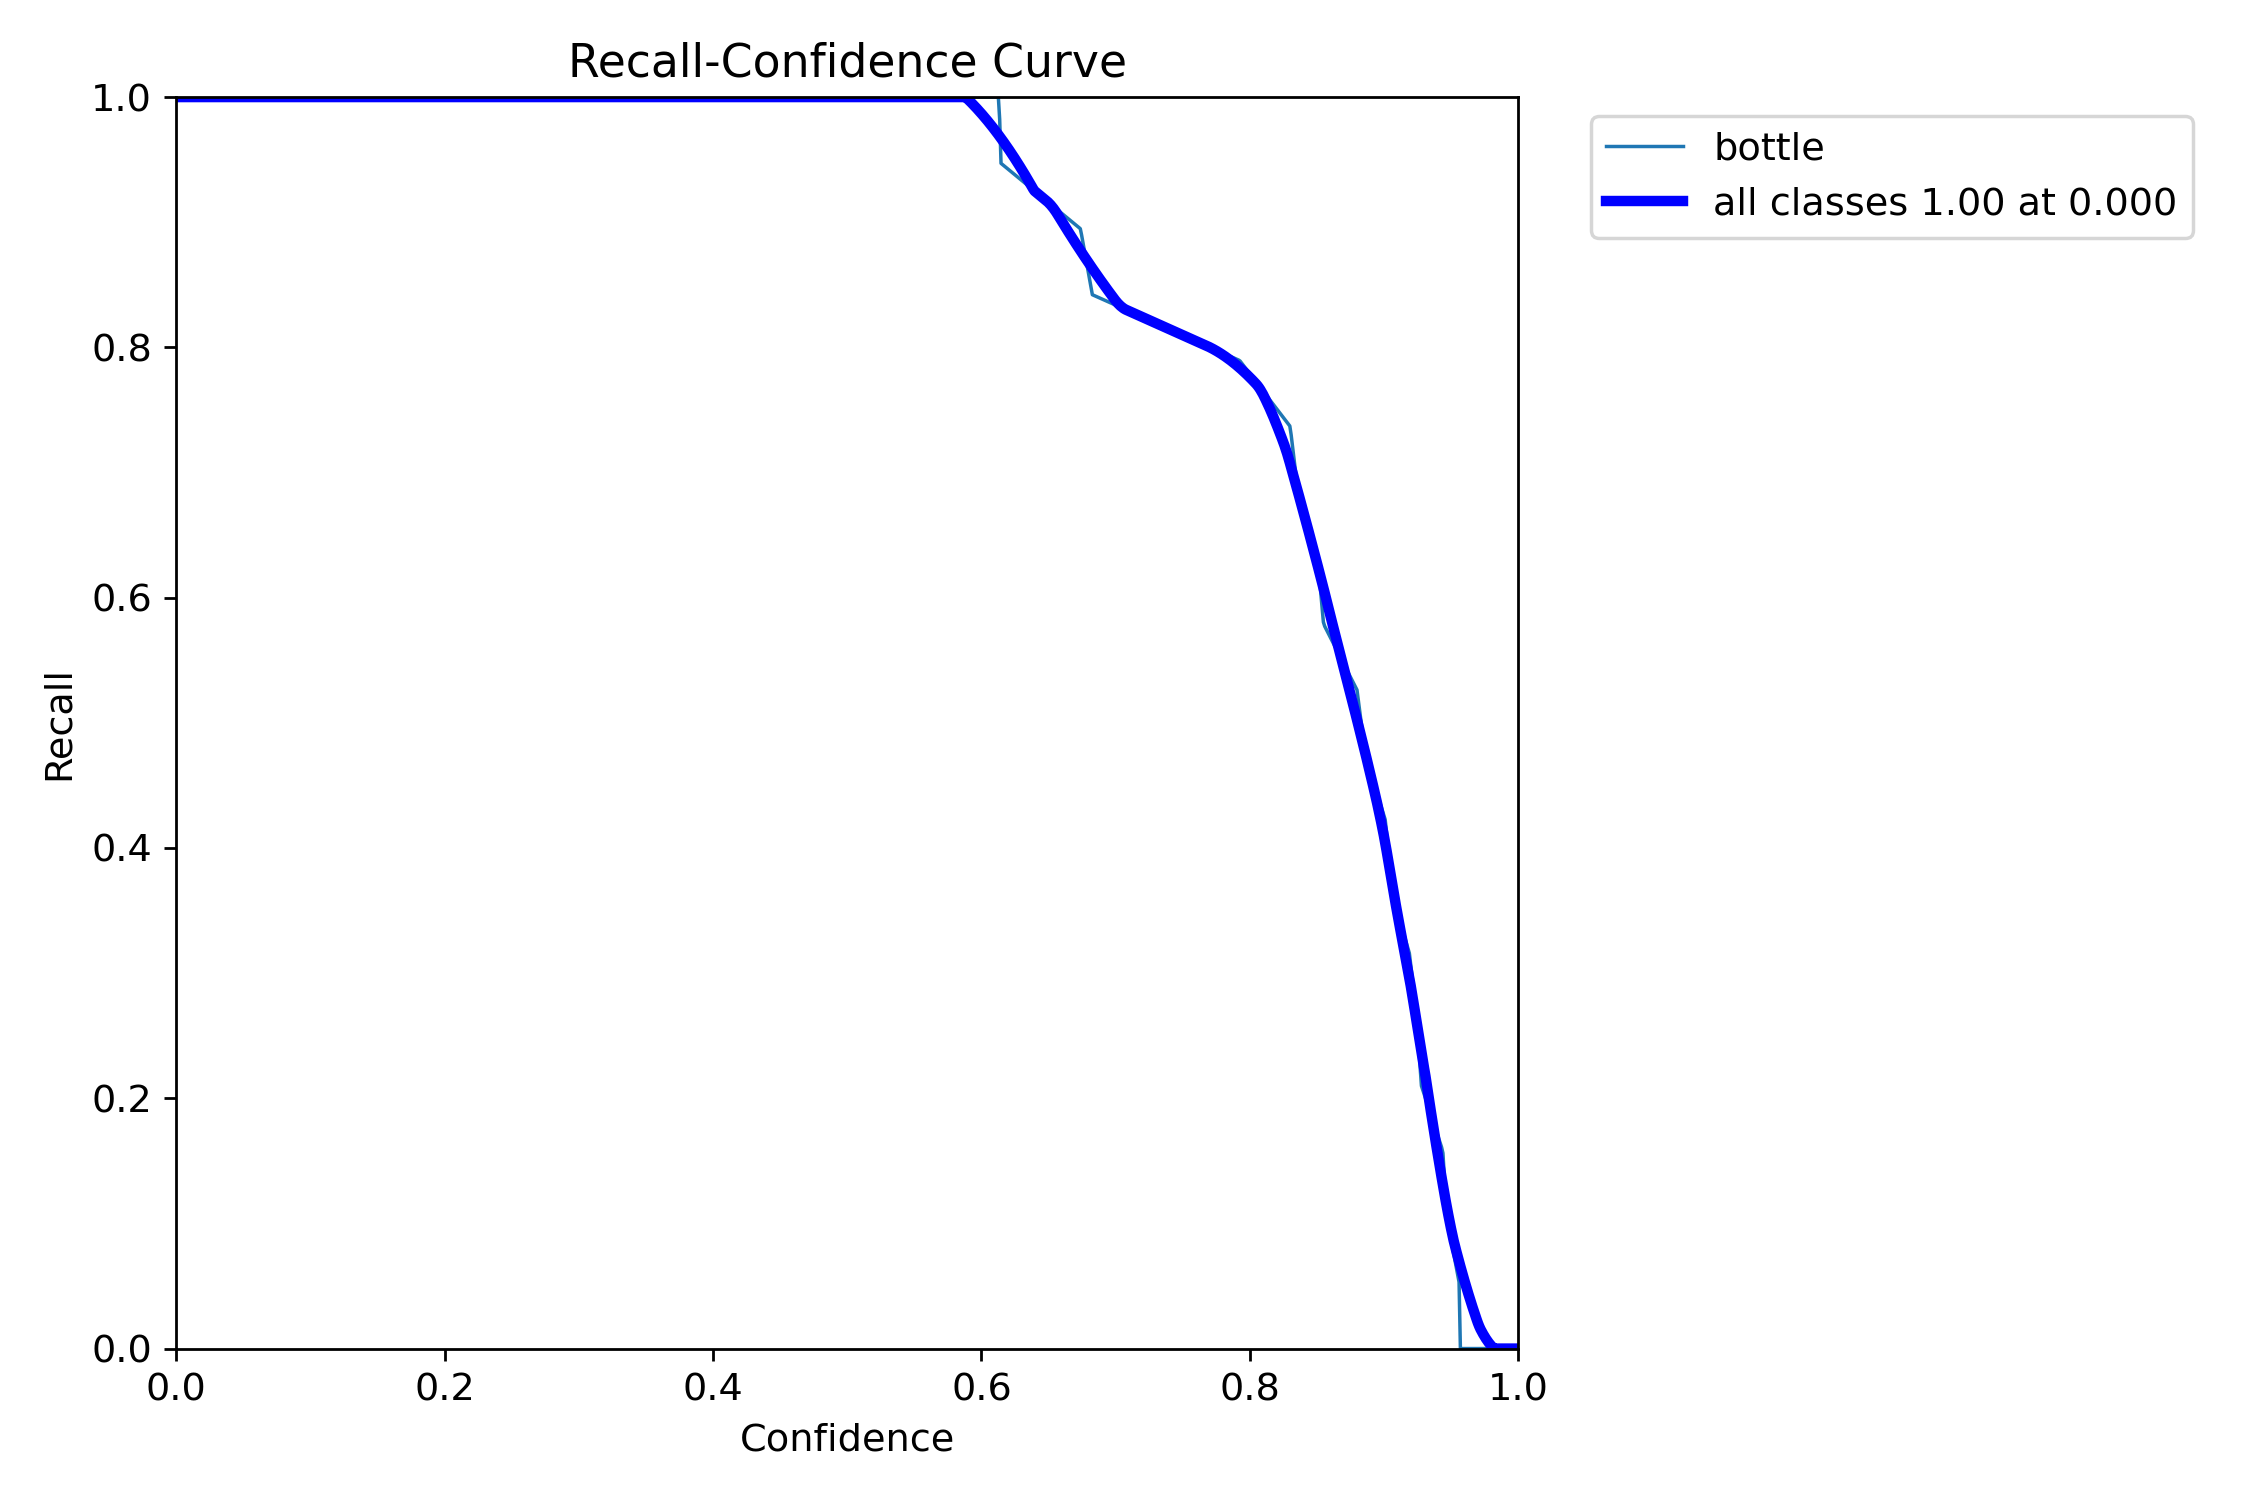 Recall-Confidence Curve
1.0
0.8
0.6
0.4
0.2
0.0
Recall
0.0 0.2 0.4 0.6 0.8 1.0
Confidence
bottle
all classes 1.00 at 0.000